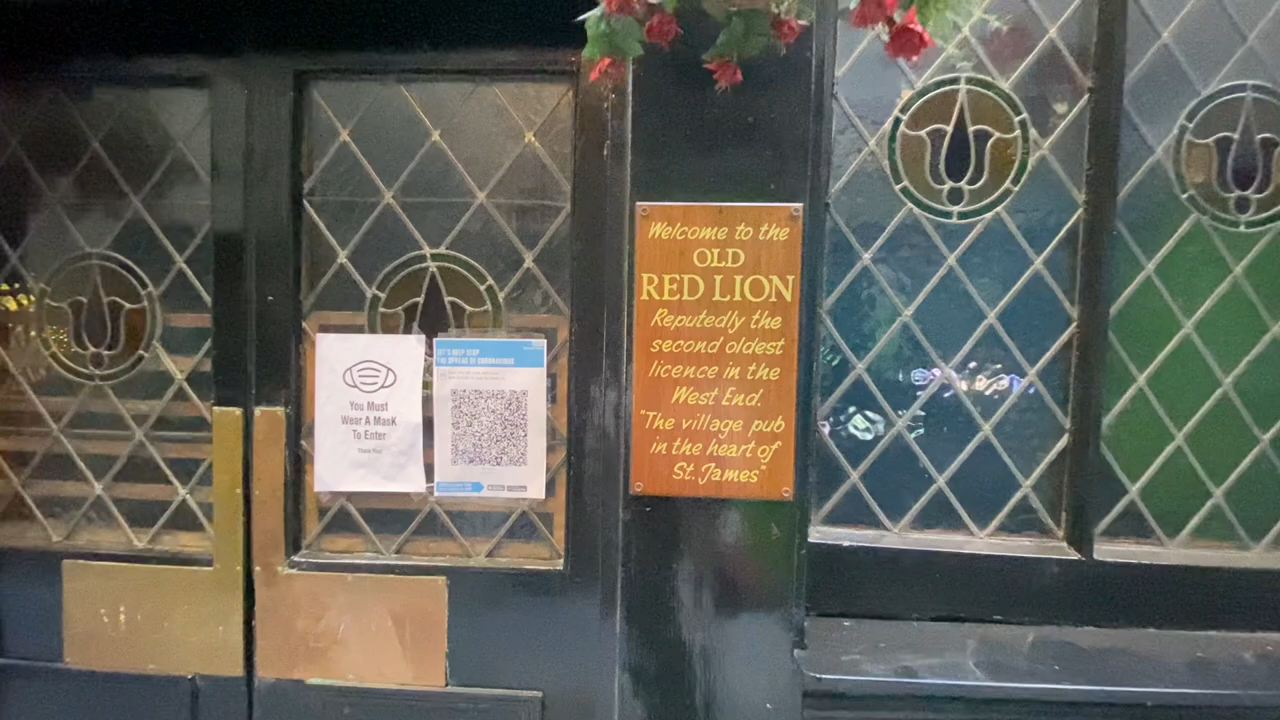 You Must
Wear A Mask
To Enter
Thank You
LET'S HELP STOP
THE SPREAD OF CORONAVIRUS
Welcome to the
OLD
RED LION
Reputedly the
second oldest
licence in the
West End.
"The village pub
in the heart of
St. James"